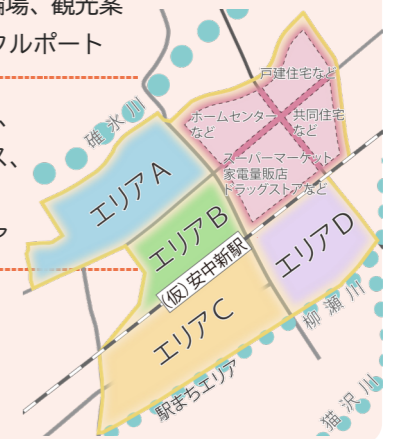 場、観光案
ルポート
、
ス、
戸建住宅など
碓氷川
ホームセンター
など
共同住宅
など
スーパーマーケット
家電量販店
ドラッグストアなど
エリアA
エリアB
エリアD
(仮)安中新駅
エリアC
柳瀬川
駅まちエリア
猫沢川